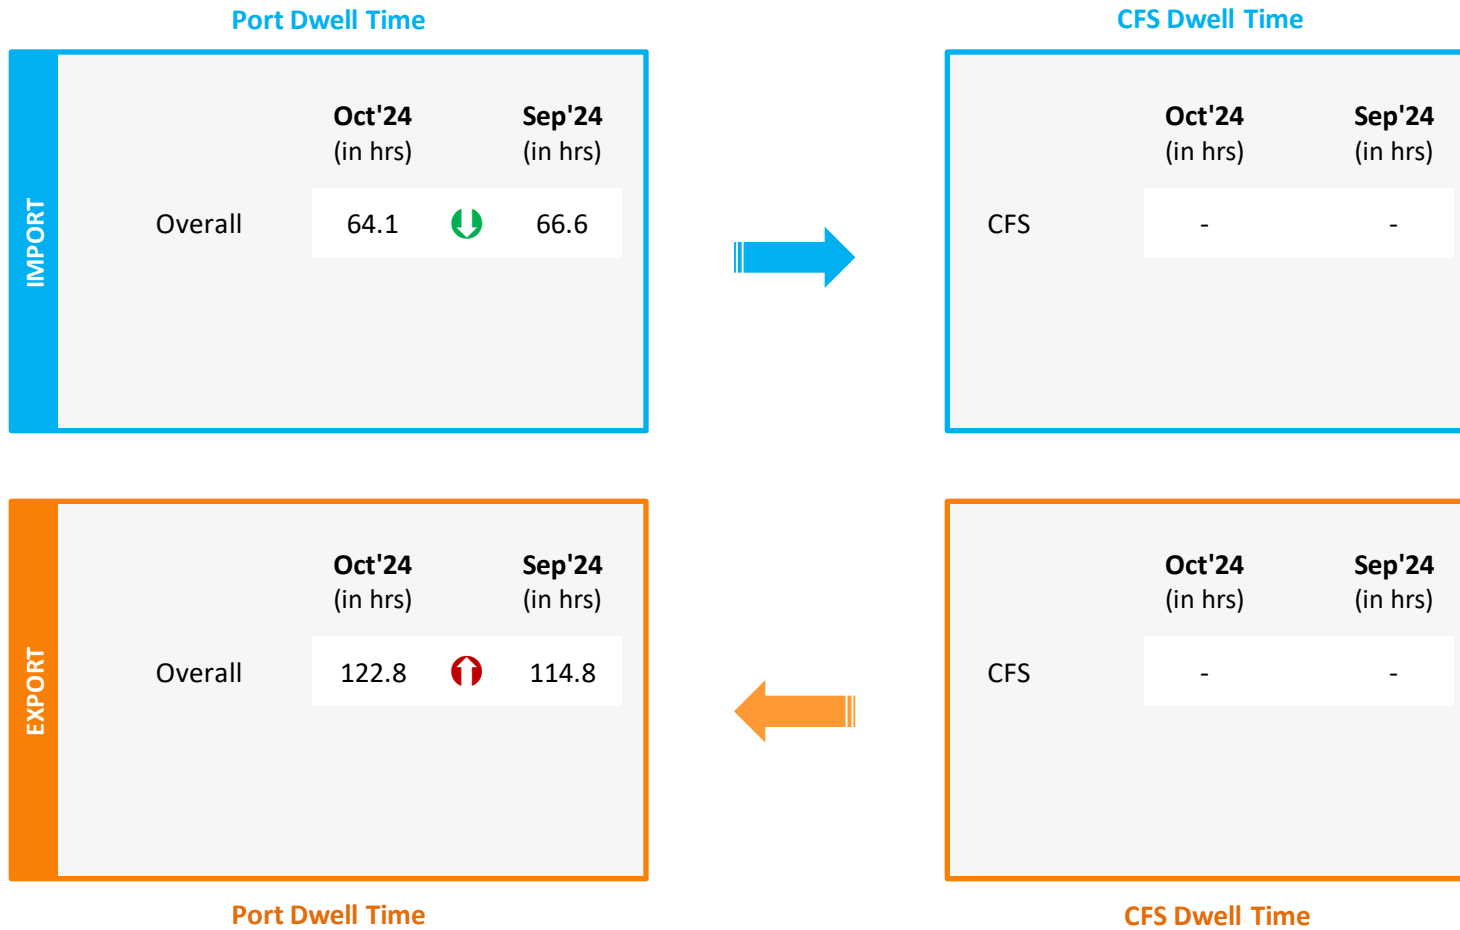 Port Dwell Time
CFS Dwell Time
IMPORT
Oct'24 Sep'24
(in hrs) (in hrs)
Overall 64.1 66.6
Oct'24 Sep'24
(in hrs) (in hrs)
CFS - -
EXPORT
Oct'24 Sep'24
(in hrs) (in hrs)
Overall 122.8 114.8
Oct'24 Sep'24
(in hrs) (in hrs)
CFS - -
Port Dwell Time
CFS Dwell Time